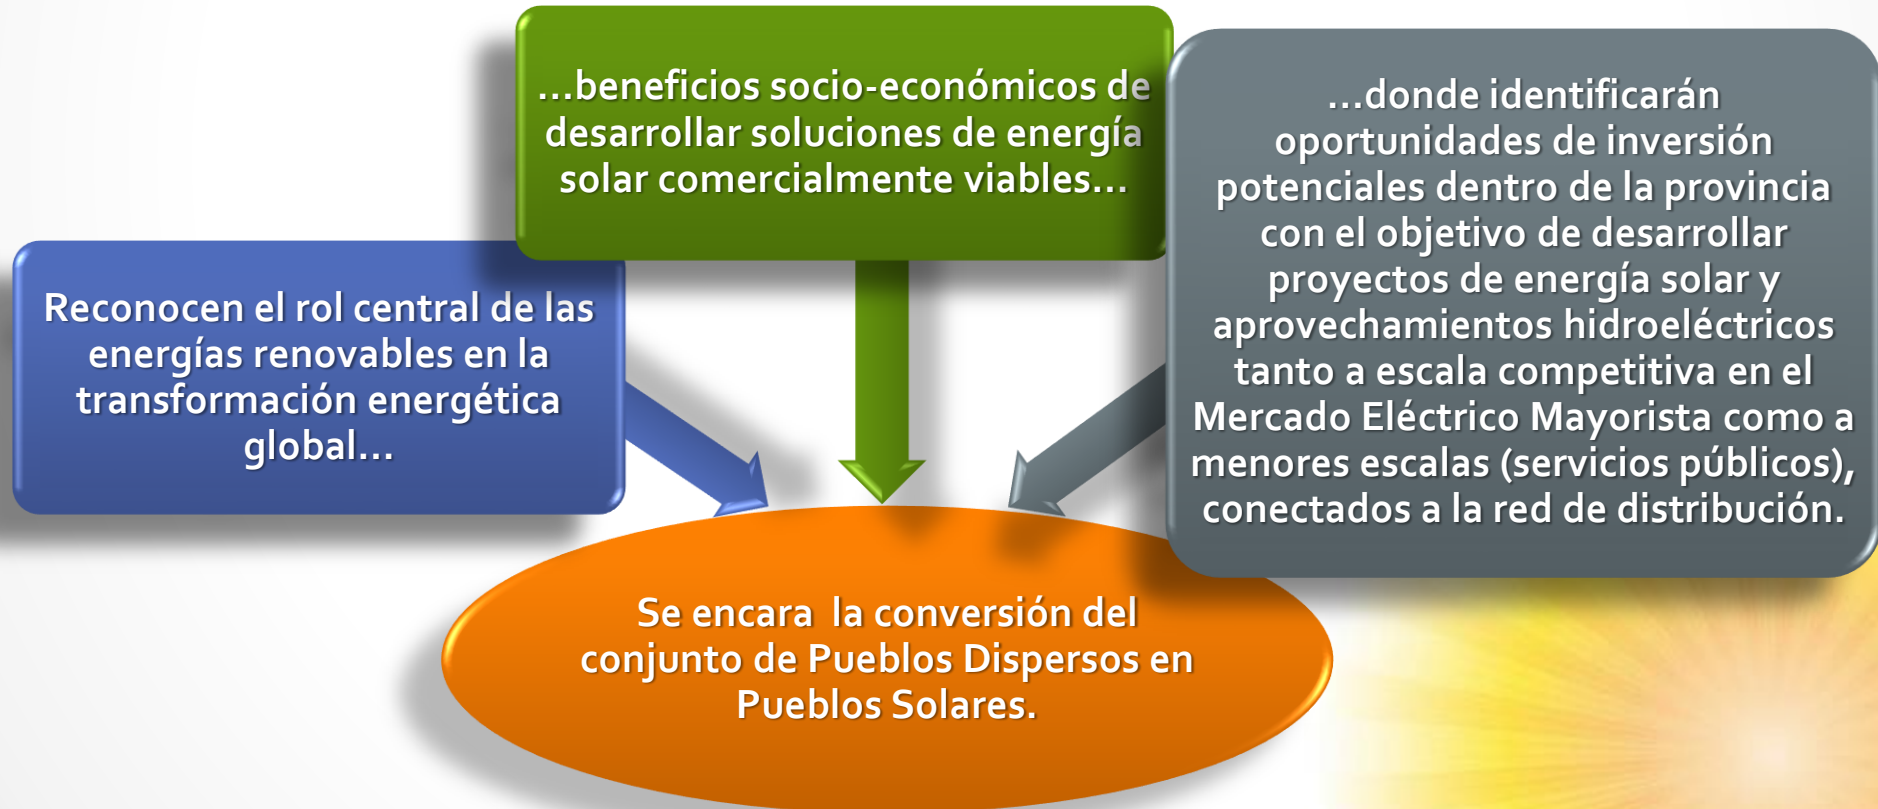 Reconocen el rol central de las
energías renovables en la
transformación energética
global...
...beneficios socio-económicos de
desarrollar soluciones de energía
solar comercialmente viables...
...donde identificarán
oportunidades de inversión
potenciales dentro de la provincia
con el objetivo de desarrollar
proyectos de energía solar y
aprovechamientos hidroeléctricos
tanto a escala competitiva en el
Mercado Eléctrico Mayorista como a
menores escalas (servicios públicos),
conectados a la red de distribución.
Se encara  la conversión del
conjunto de Pueblos Dispersos en
Pueblos Solares.